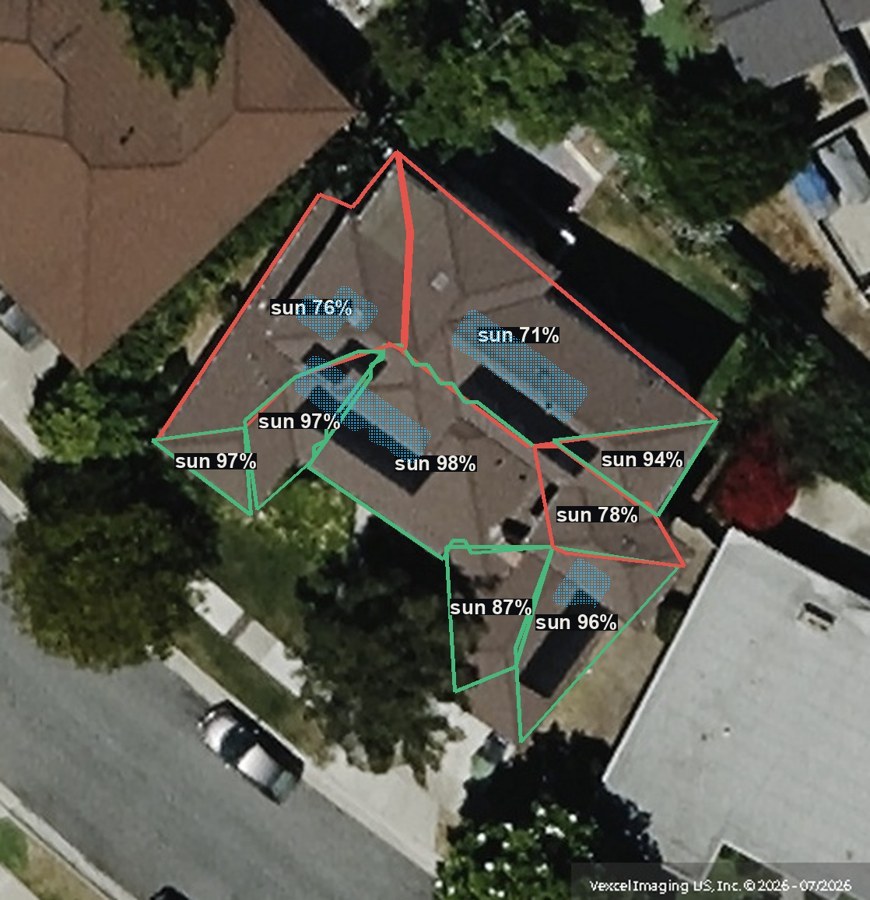 sun 76%
sun 71%
sun 97%
sun 97%
sun 98%
sun 94%
sun 78%
sun 87%
sun 96%
Vexcel Imaging US, Inc. © 2026 - 07/2026